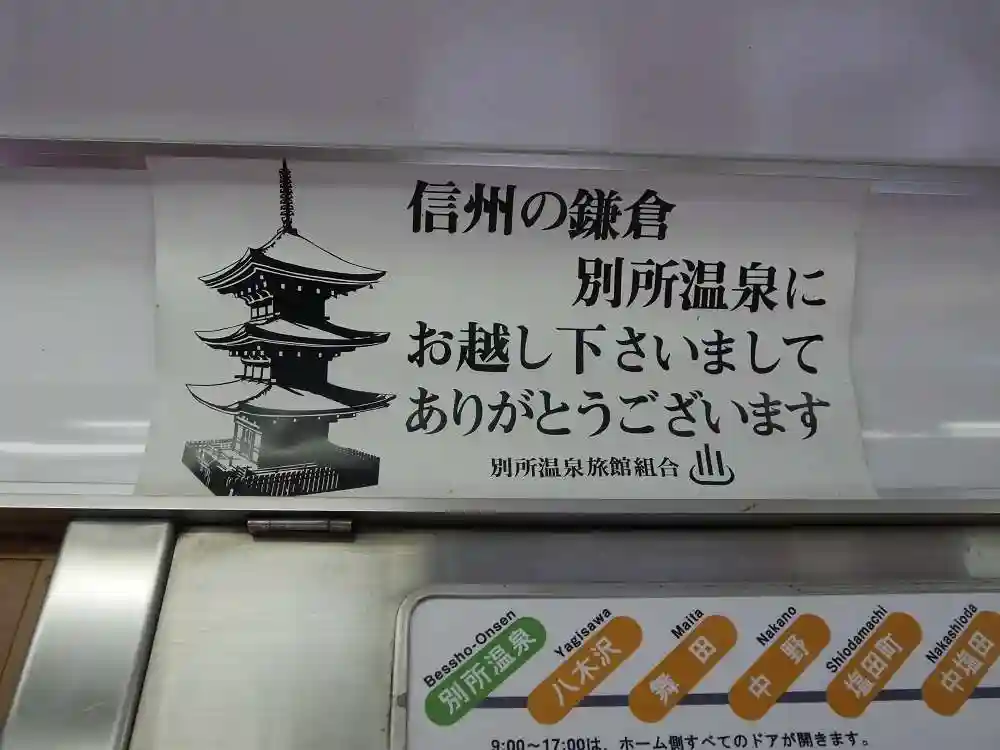 信州の鎌倉
別所温泉に
お越し下さいまして
ありがとうございます
別所温泉旅館組合
Bessho-Onsen
別所温泉
Yagisawa
八木沢
Maita
舞田
Nakano
中野
Shiodamachi
塩田町
Nakashioda
中塩田
9:00～17:00は、ホーム側すべてのドアが開きます。